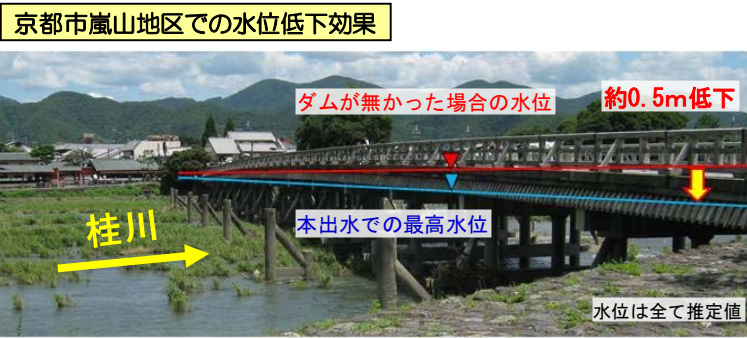 京都市嵐山地区での水位低下効果
ダムが無かった場合の水位
約0.5m低下
本出水での最高水位
桂川
水位は全て推定値